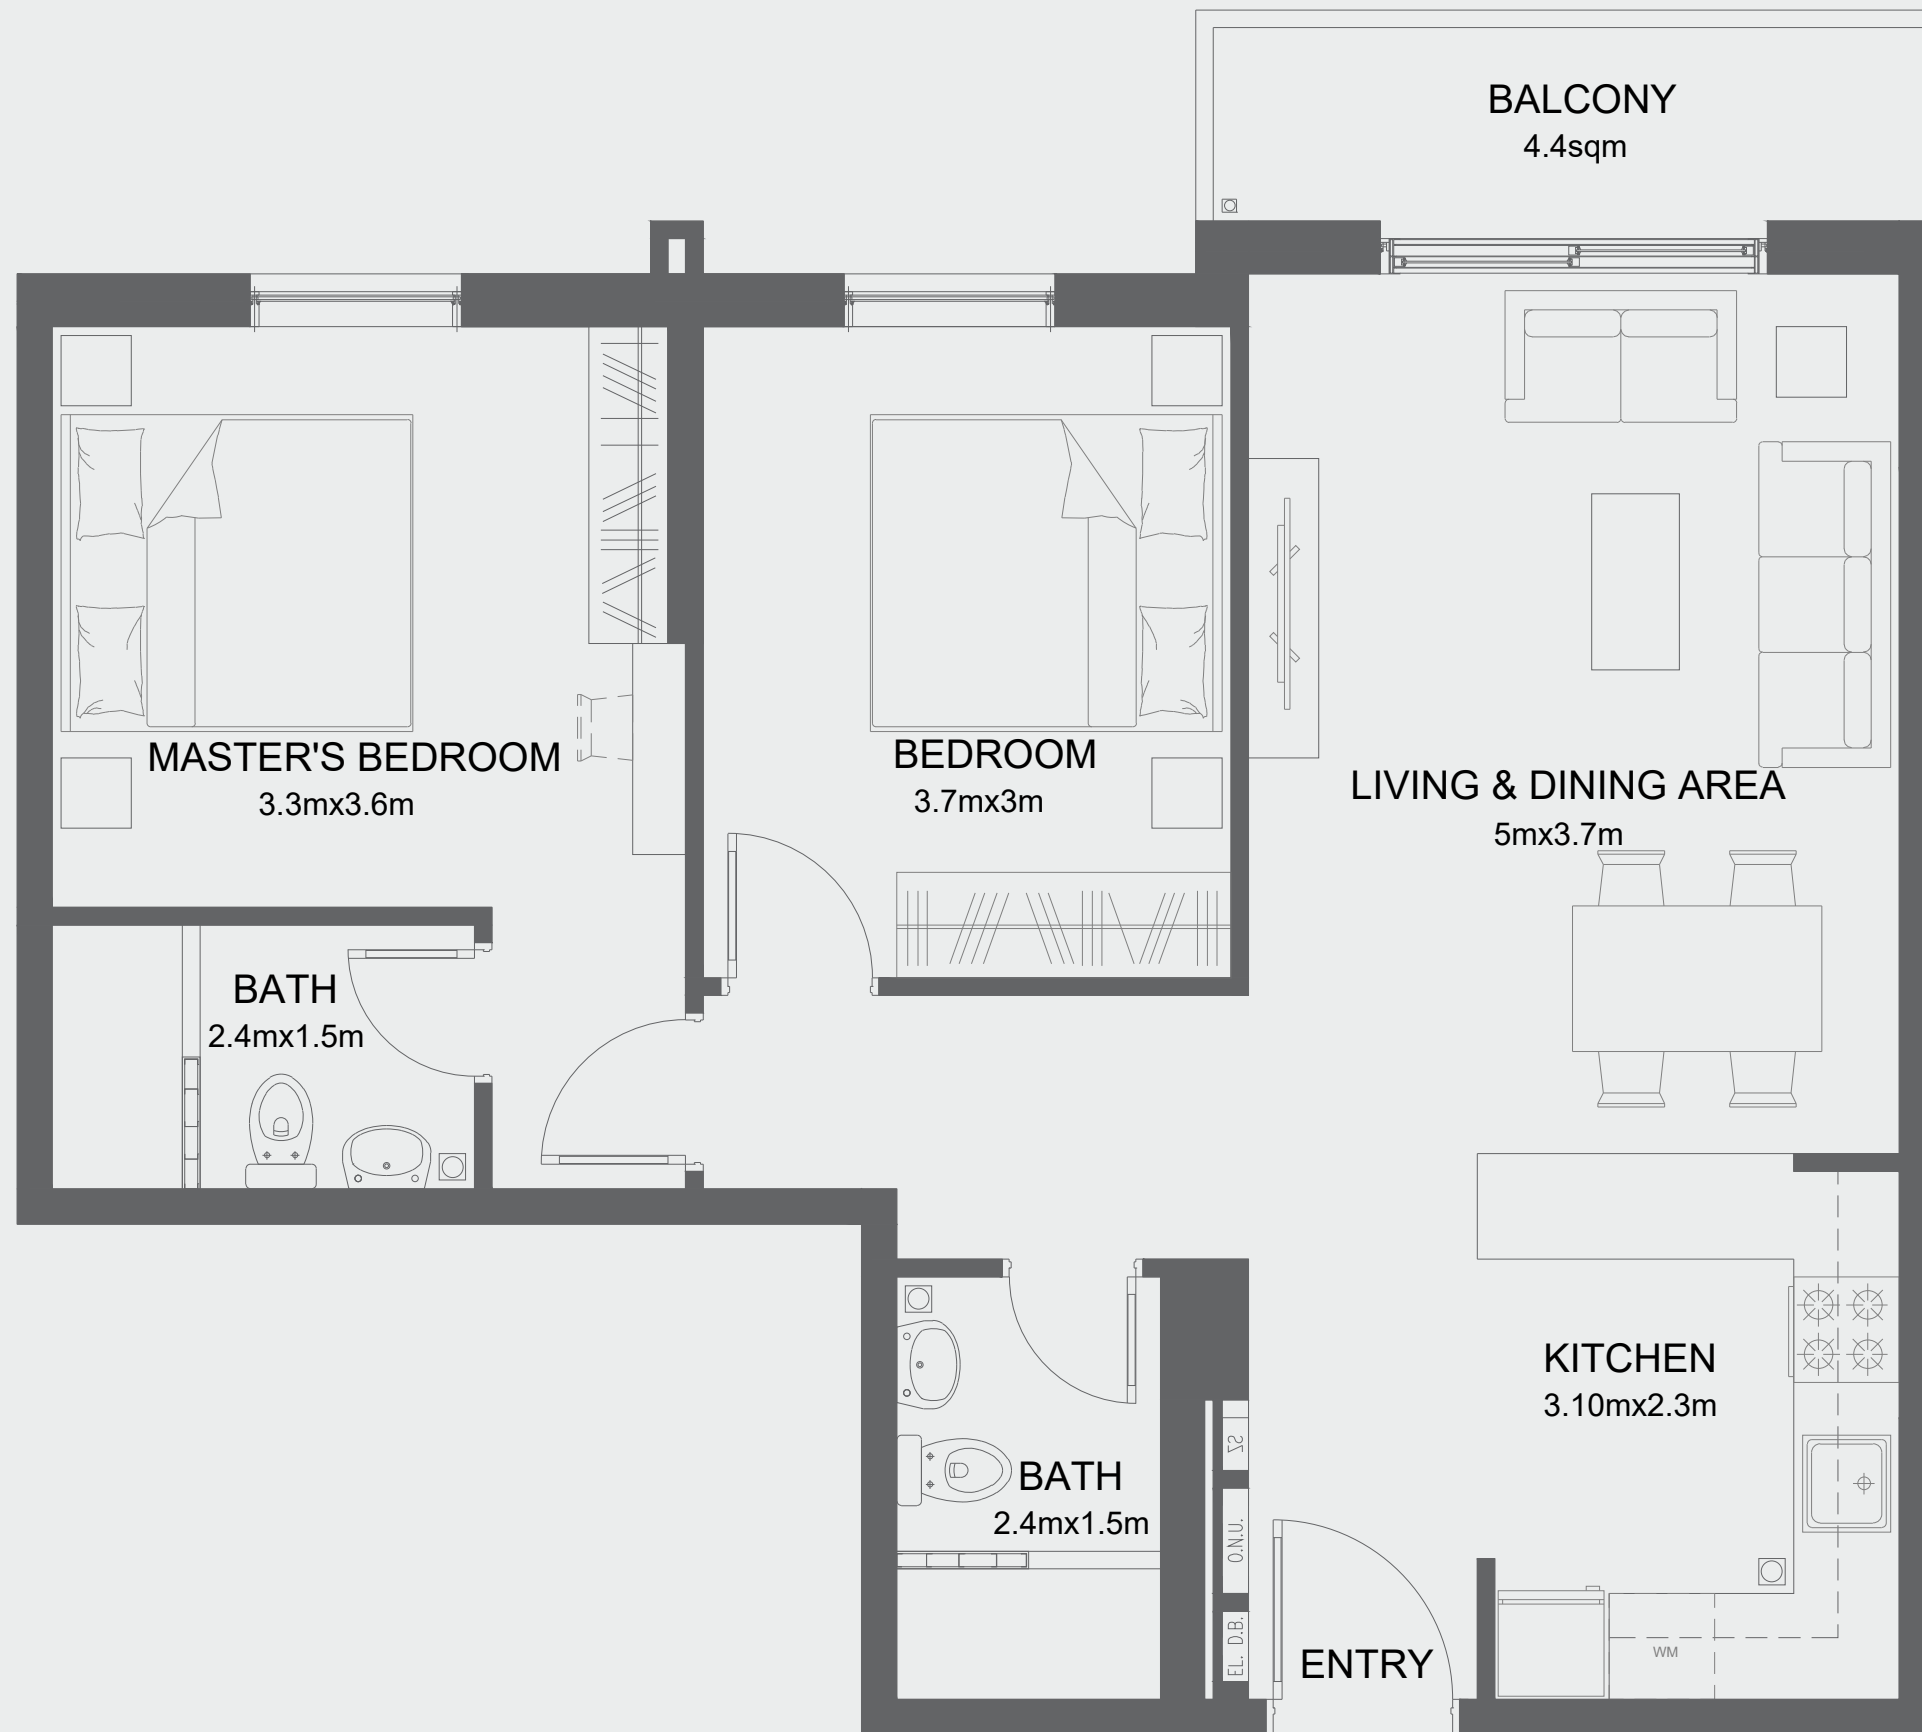 BALCONY
4.4sqm
MASTER'S BEDROOM
3.3mx3.6m
BEDROOM
3.7mx3m
LIVING & DINING AREA
5mx3.7m
BATH
2.4mx1.5m
KITCHEN
3.10mx2.3m
SZ
BATH
2.4mx1.5m
O.N.U.
EL. D.B.
ENTRY
WM